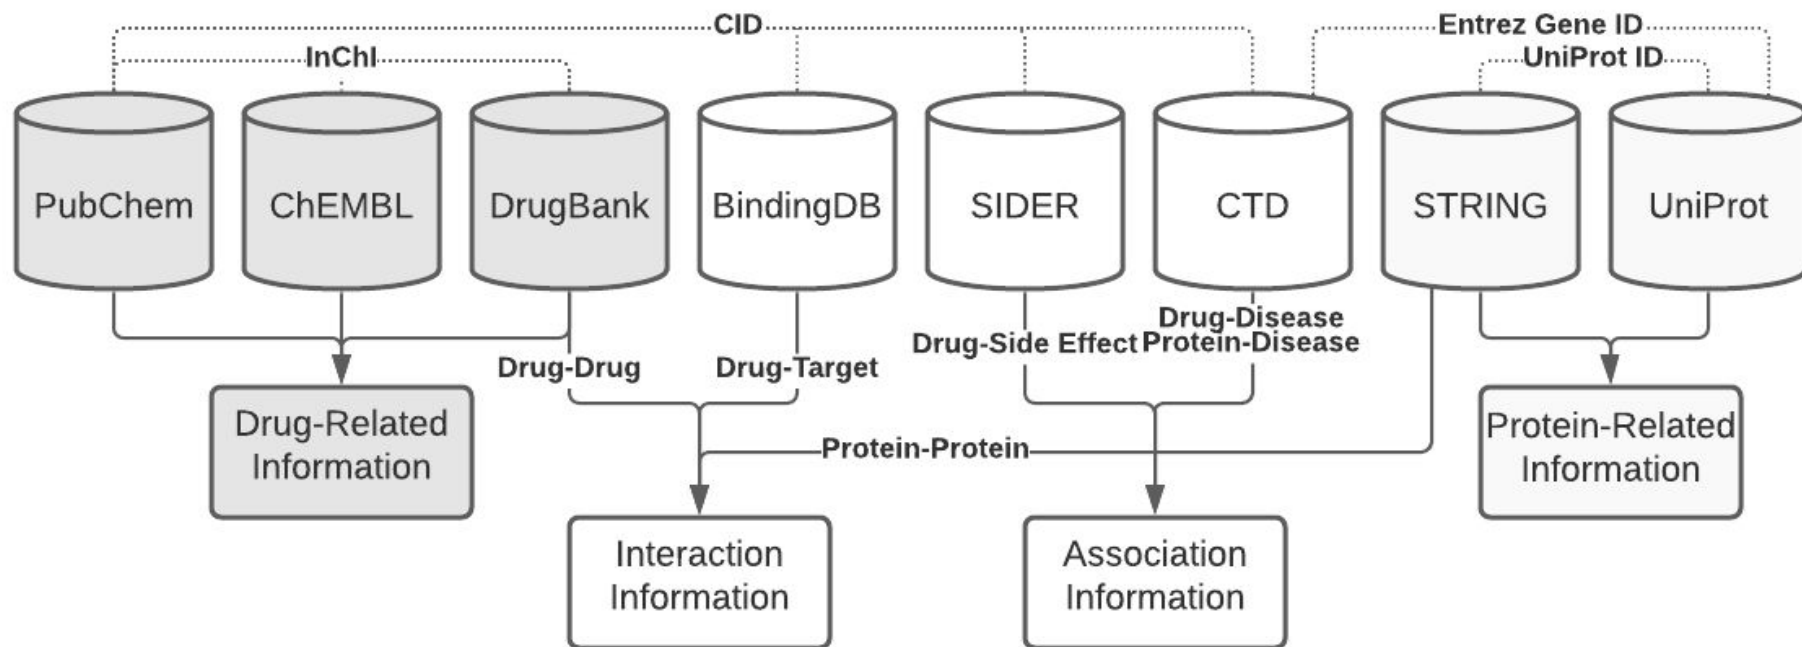 CID
Entrez Gene ID
InChI
UniProt ID
PubChem
ChEMBL
DrugBank
BindingDB
SIDER
CTD
STRING
UniProt
Drug-Drug
Drug-Target
Drug-Side Effect
Drug-Disease
Protein-Disease
Protein-Protein
Drug-Related
Information
Interaction
Information
Association
Information
Protein-Related
Information